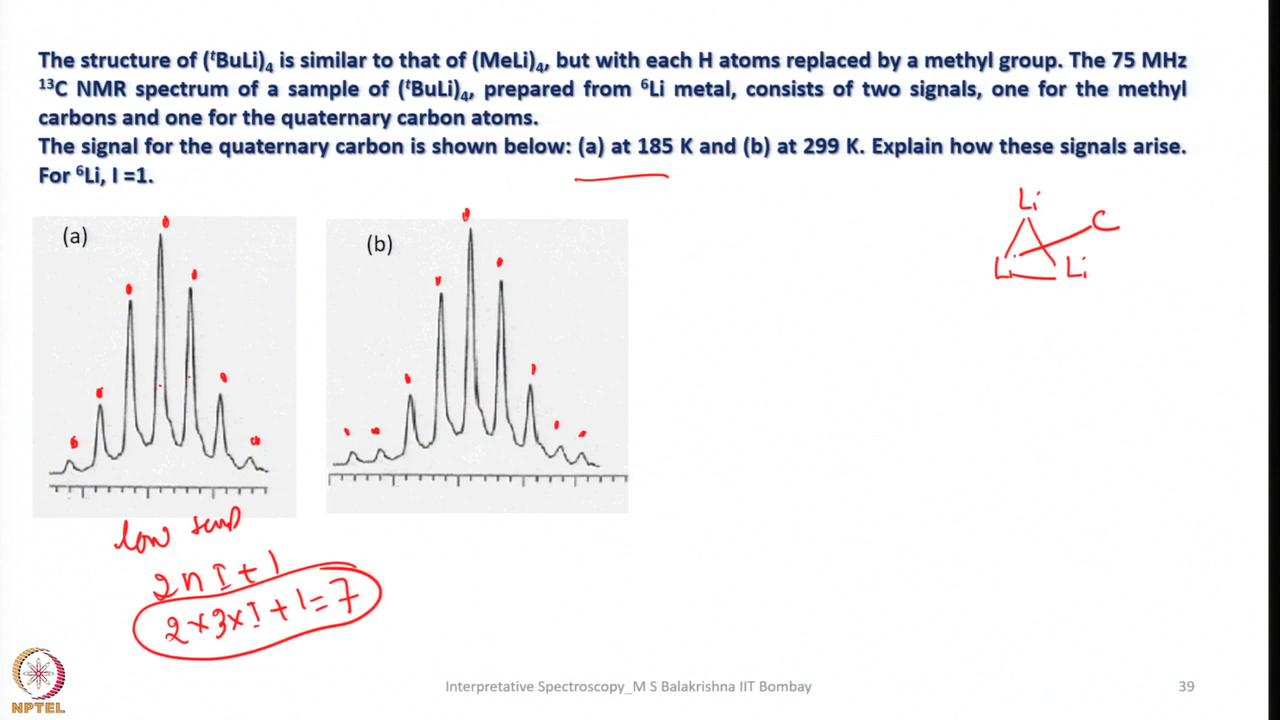 The structure of (ᵗBuLi)₄ is similar to that of (MeLi)₄, but with each H atoms replaced by a methyl group. The 75 MHz
¹³C NMR spectrum of a sample of (ᵗBuLi)₄, prepared from ⁶Li metal, consists of two signals, one for the methyl
carbons and one for the quaternary carbon atoms.
The signal for the quaternary carbon is shown below: (a) at 185 K and (b) at 299 K. Explain how these signals arise.
For ⁶Li, I =1.
Li
C
Li Li
(a)
(b)
low
2nI+1
2×3×I+1=7
NPTEL
Interpretative Spectroscopy_M S Balakrishna IIT Bombay
39